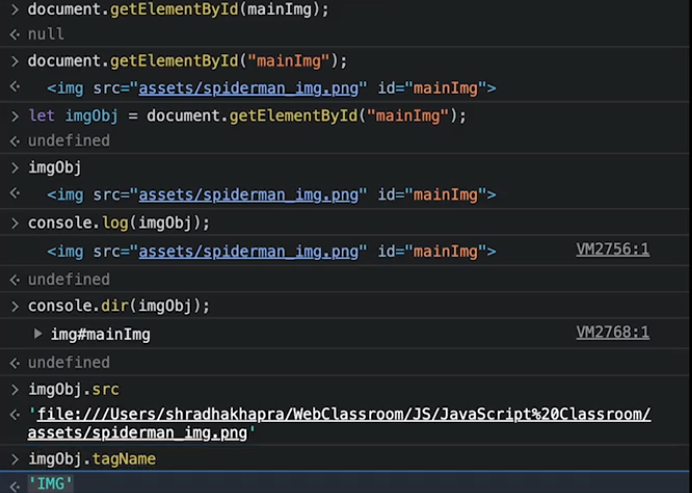 > document.getElementById(mainImg);
<· null
> document.getElementById("mainImg");
<· <img src="assets/spiderman_img.png" id="mainImg">
> let imgObj = document.getElementById("mainImg");
<· undefined
> imgObj
<· <img src="assets/spiderman_img.png" id="mainImg">
> console.log(imgObj);
<img src="assets/spiderman_img.png" id="mainImg"> VM2756:1
<· undefined
> console.dir(imgObj);
▶ img#mainImg VM2768:1
<· undefined
> imgObj.src
<· 'file:///Users/shradhakhapra/WebClassroom/JS/JavaScript%20Classroom/
assets/spiderman_img.png'
> imgObj.tagName
<· 'IMG'